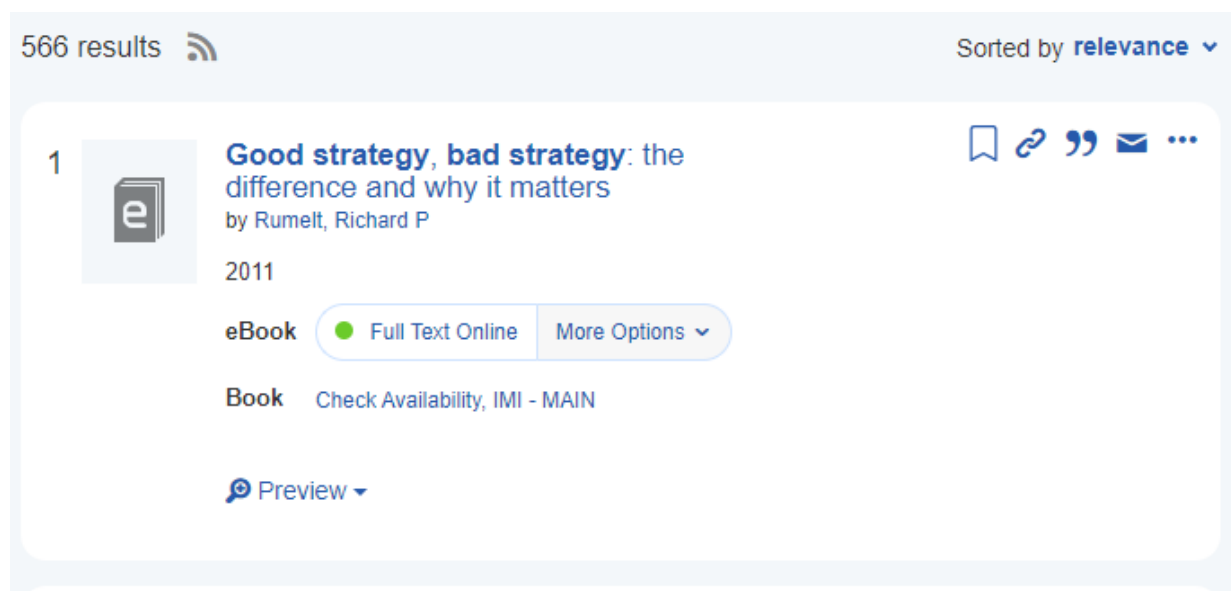 566 results
Sorted by relevance
1
Good strategy, bad strategy: the
difference and why it matters
by Rumelt, Richard P
2011
eBook Full Text Online More Options
Book Check Availability, IMI - MAIN
Preview